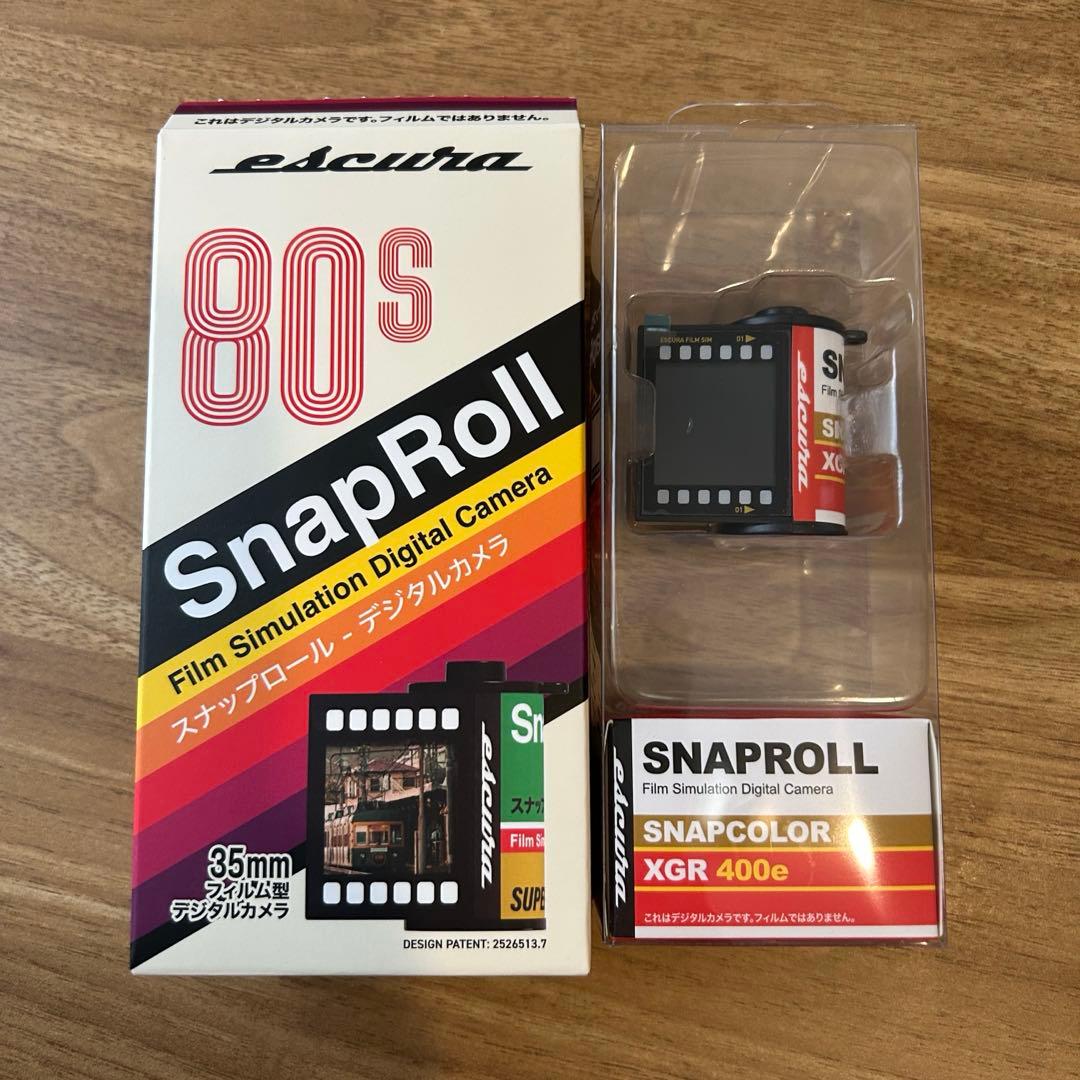 これはデジタルカメラです。フィルムではありません。
escura
80s
SnapRoll
Film Simulation Digital Camera
スナップロール - デジタルカメラ
escura
35mm
フィルム型
デジタルカメラ
DESIGN PATENT: 2526513.7
ESCURA FILM SIM 01
01
escura
escura
SNAPROLL
Film Simulation Digital Camera
SNAPCOLOR
XGR 400e
これはデジタルカメラです。フィルムではありません。